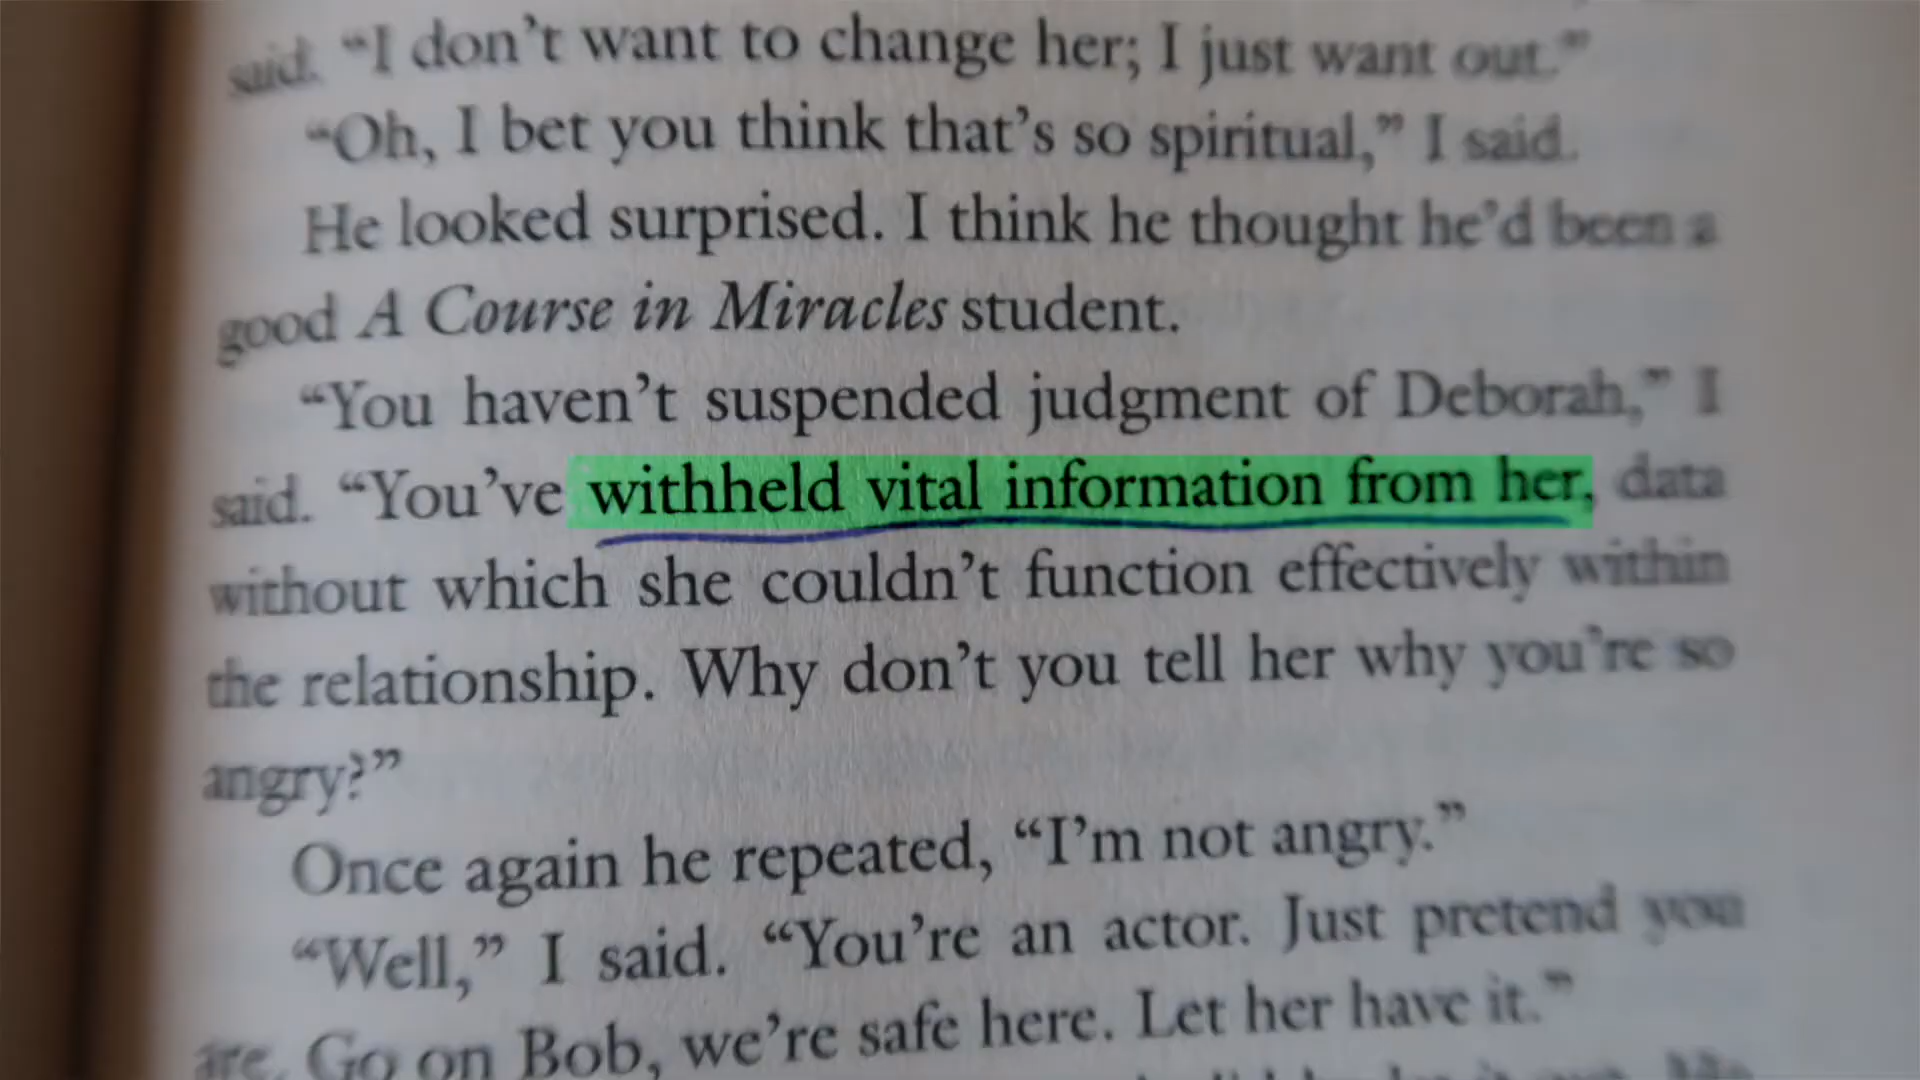 said. “I don’t want to change her; I just want out.”
“Oh, I bet you think that’s so spiritual,” I said.
He looked surprised. I think he thought he’d been a
good A Course in Miracles student.
“You haven’t suspended judgment of Deborah,” I
said. “You’ve withheld vital information from her, data
without which she couldn’t function effectively within
the relationship. Why don’t you tell her why you’re so
angry?”
Once again he repeated, “I’m not angry.”
“Well,” I said. “You’re an actor. Just pretend you
are. Go on Bob, we’re safe here. Let her have it.”